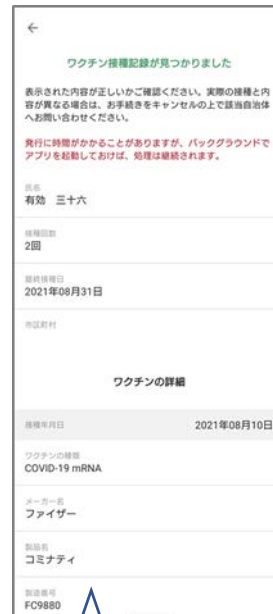 ワクチン接種記録が見つかりました
表示された内容が正しいかご確認ください。実際の接種と内
容が異なる場合は、お手続きをキャンセルの上で該当自治体
へお問い合わせください。
発行に時間がかかることがありますが、バックグラウンドで
アプリを起動しておけば、処理は継続されます。
氏名
有効 三十六
接種回数
2回
最終接種日
2021年08月31日
市区町村
ワクチンの詳細
接種年月日
2021年08月10日
ワクチンの種類
COVID-19 mRNA
メーカー名
ファイザー
製品名
コミナティ
製造番号
FC9880